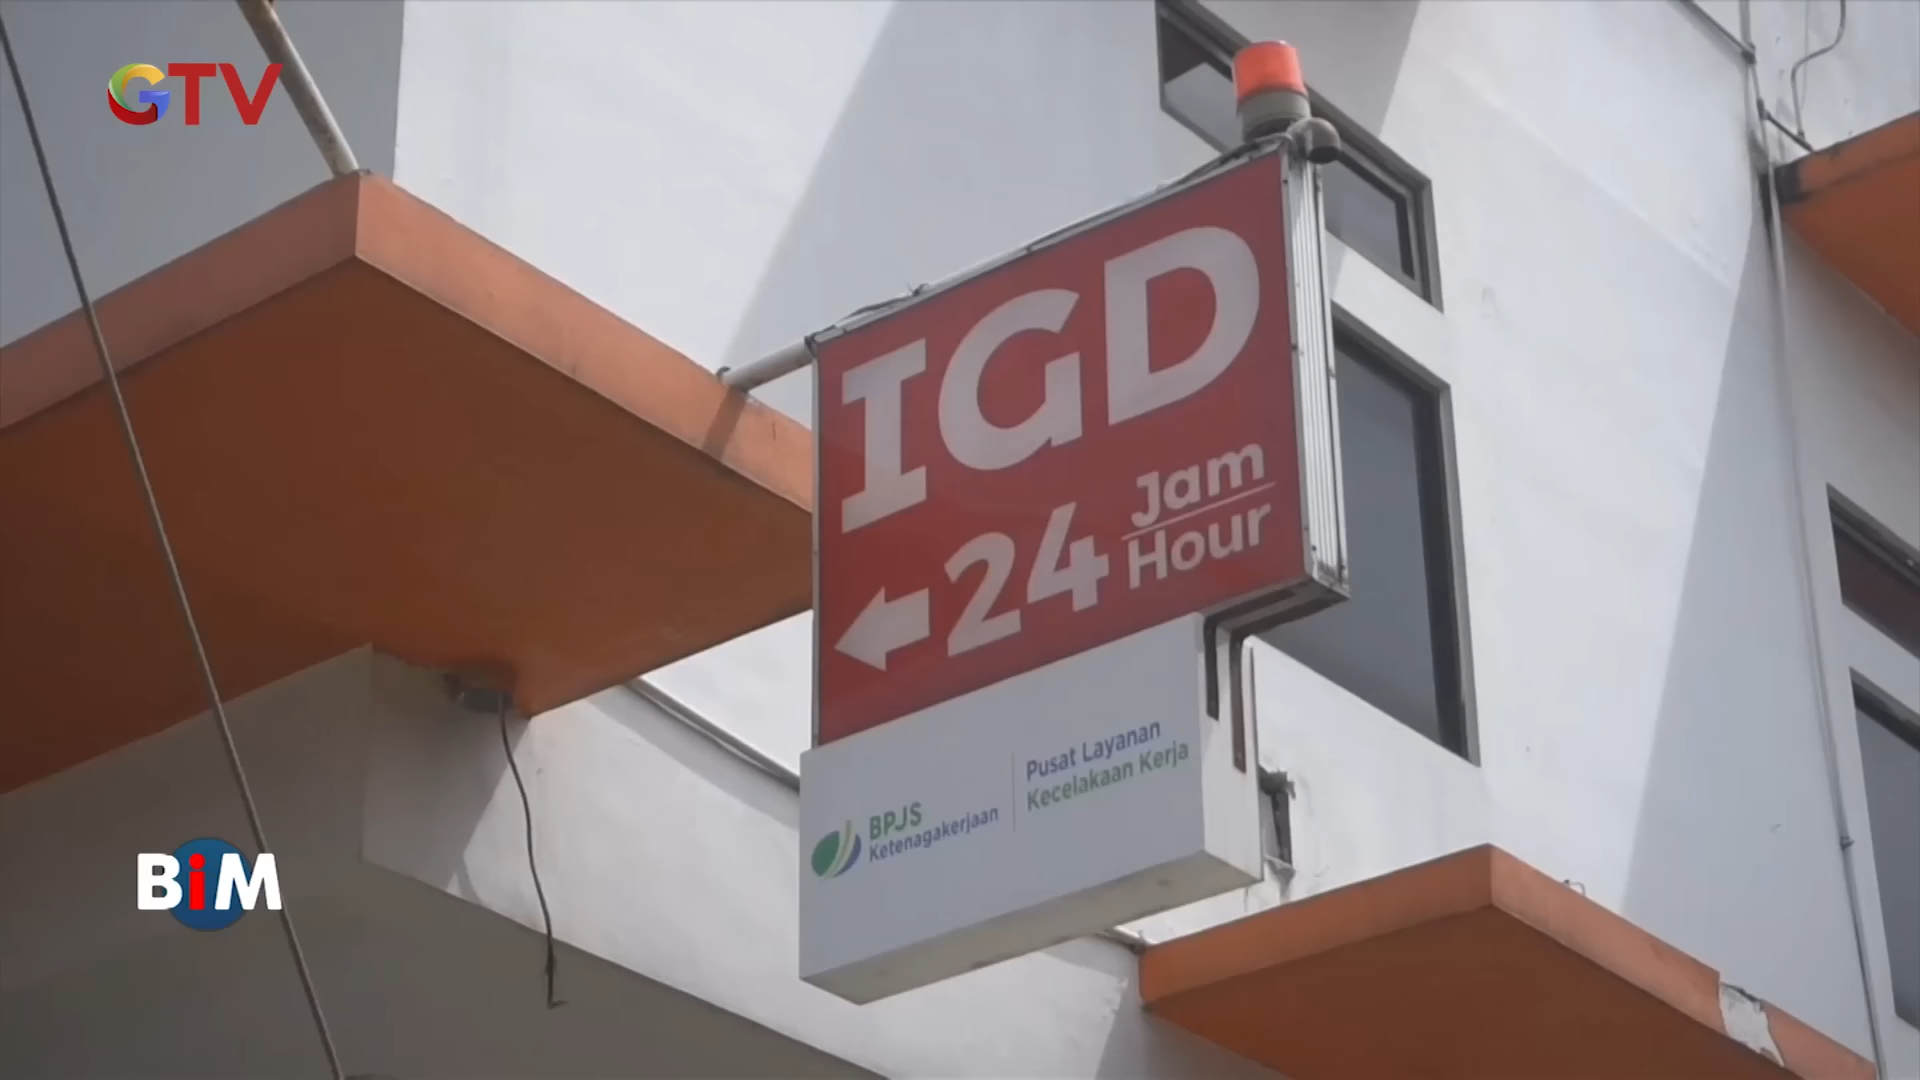 GTV
IGD
24 Jam
Hour
Pusat Layanan
Kecelakaan Kerja
BPJS
Ketenagakerjaan
BiM